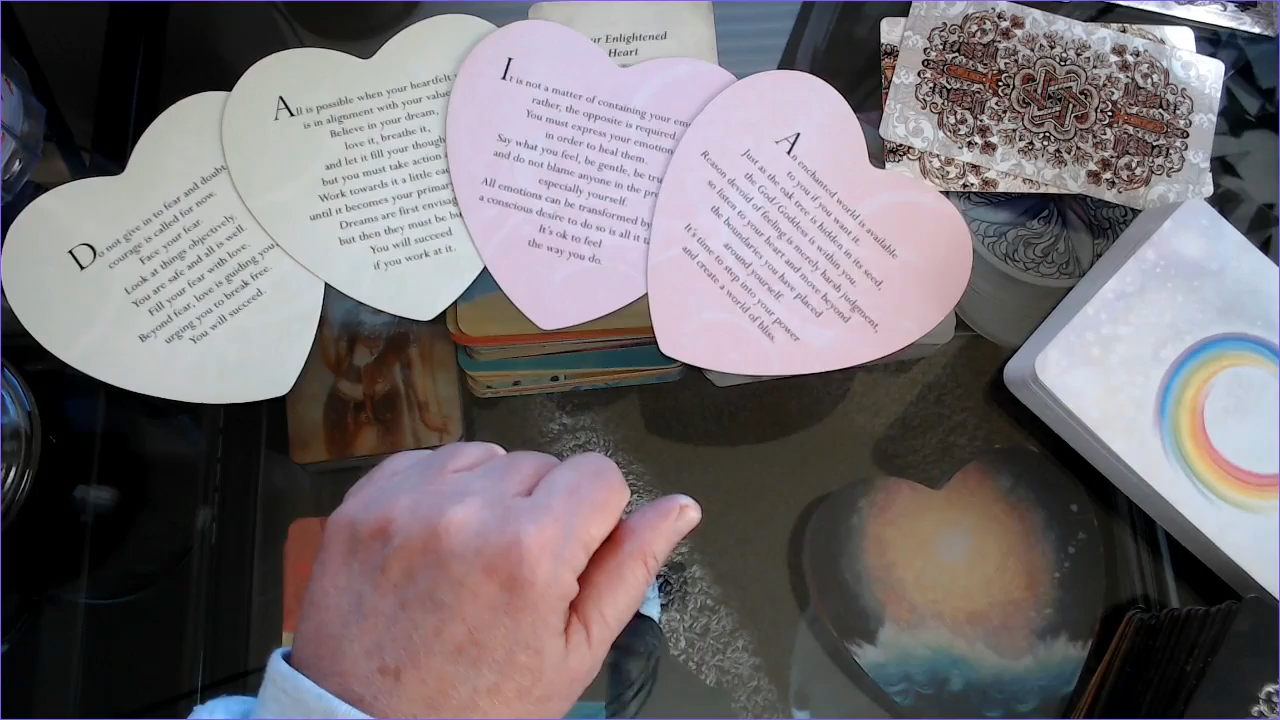 Do not give in to fear and doubt
courage is called for now.
Face your fear.
Look at things objectively.
You are safe and all is well.
Fill your fear with love.
Beyond fear, love is guiding you
urging you to break free.
You will succeed.
All is possible when your heartfelt
is in alignment with your
Believe in your dream,
love it, breathe it,
and let it fill your
but you must take action
Work towards it a little
until it becomes your
Dreams are first
but then they must be
You will succeed
if you work at it.
It is not a matter of containing your
rather, the opposite is required.
You must express your
in order to heal them.
Say what you feel, be gentle, be
and do not blame anyone in the
especially yourself.
All emotions can be transformed by
a conscious desire to do so is all it
It's ok to feel
the way you do.
Enlightened
Heart
An enchanted world is available
to you if you want it.
Just as the oak tree is hidden in its seed,
the God/Goddess is within you.
Reason devoid of feeling is merely harsh judgment,
so listen to your heart and move beyond
the boundaries you have placed
around yourself.
It's time to step into your power
and create a world of bliss.